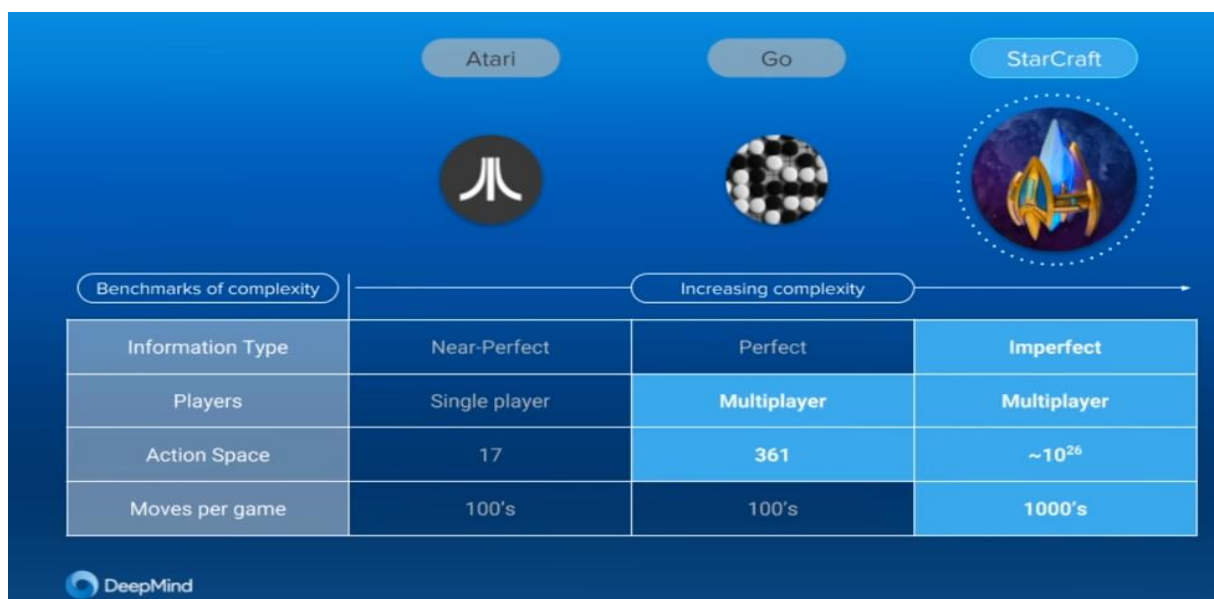 Atari Go StarCraft
Benchmarks of complexity Increasing complexity
Information Type Near-Perfect Perfect Imperfect
Players Single player Multiplayer Multiplayer
Action Space 17 361 ~10²⁶
Moves per game 100's 100's 1000's
DeepMind